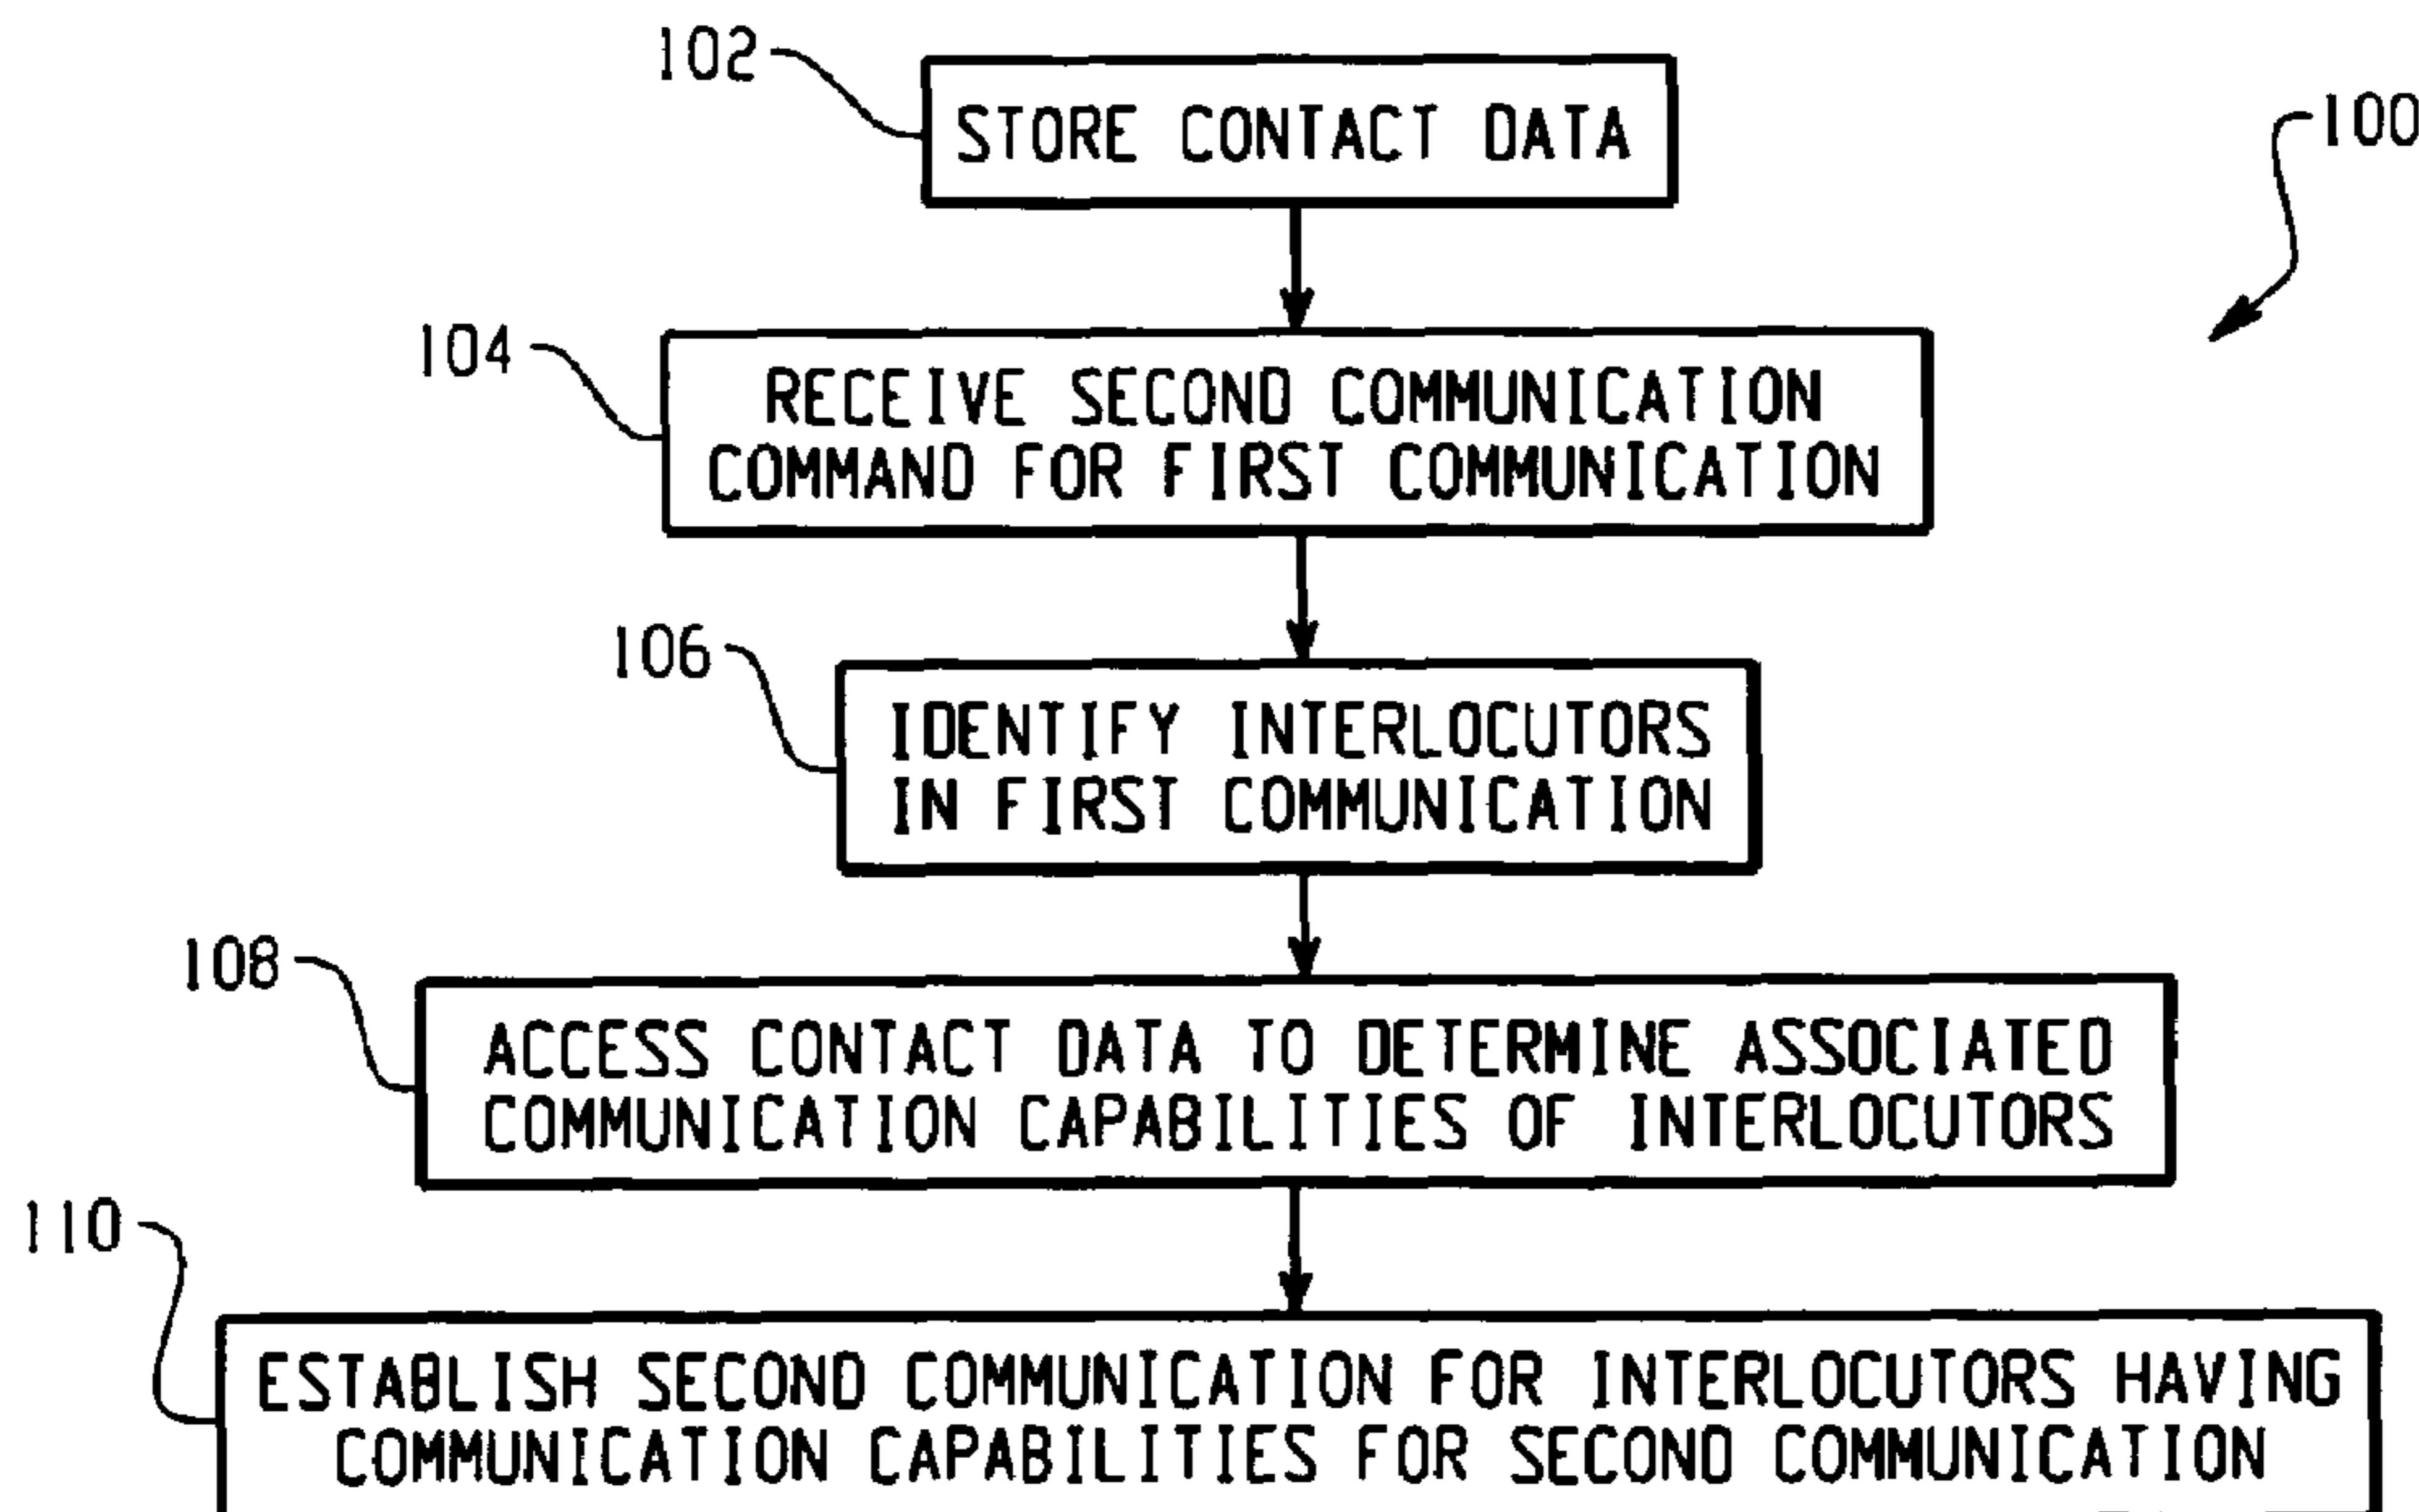 102
STORE CONTACT DATA
100
104
RECEIVE SECOND COMMUNICATION
COMMAND FOR FIRST COMMUNICATION
106
IDENTIFY INTERLOCUTORS
IN FIRST COMMUNICATION
108
ACCESS CONTACT DATA TO DETERMINE ASSOCIATED
COMMUNICATION CAPABILITIES OF INTERLOCUTORS
110
ESTABLISH SECOND COMMUNICATION FOR INTERLOCUTORS HAVING
COMMUNICATION CAPABILITIES FOR SECOND COMMUNICATION